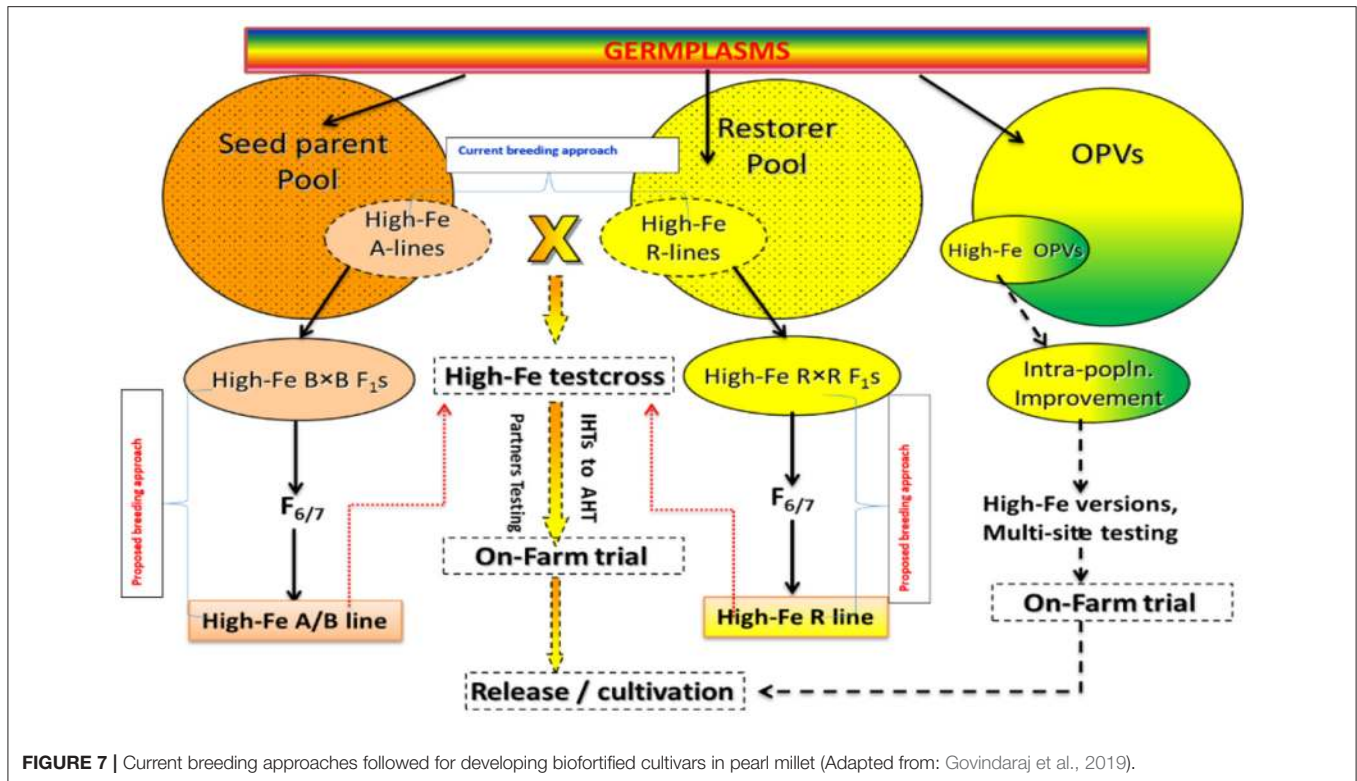 GERMPLASMS
Seed parent
Pool
Current breeding approach
Restorer
Pool
OPVs
High-Fe
A-lines
X
High-Fe
R-lines
High-Fe OPVs
High-Fe B×B F₁s
High-Fe testcross
High-Fe R×R F₁s
Intra-popln.
Improvement
Proposed breeding approach
F₆/₇
Partners Testing
IHTs to AHT
F₆/₇
Proposed breeding approach
High-Fe versions,
Multi-site testing
On-Farm trial
On-Farm trial
High-Fe A/B line
High-Fe R line
Release / cultivation
FIGURE 7 | Current breeding approaches followed for developing biofortified cultivars in pearl millet (Adapted from: Govindaraj et al., 2019).